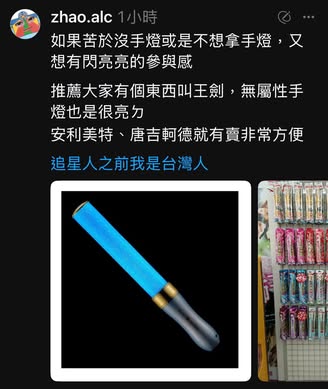 zhao.alc 1小時
如果苦於沒手燈或是不想拿手燈，又
想有閃亮亮的參與感
推薦大家有個東西叫王劍，無屬性手
燈也是很亮ㄉ
安利美特、唐吉軻德就有賣非常方便
追星人之前我是台灣人